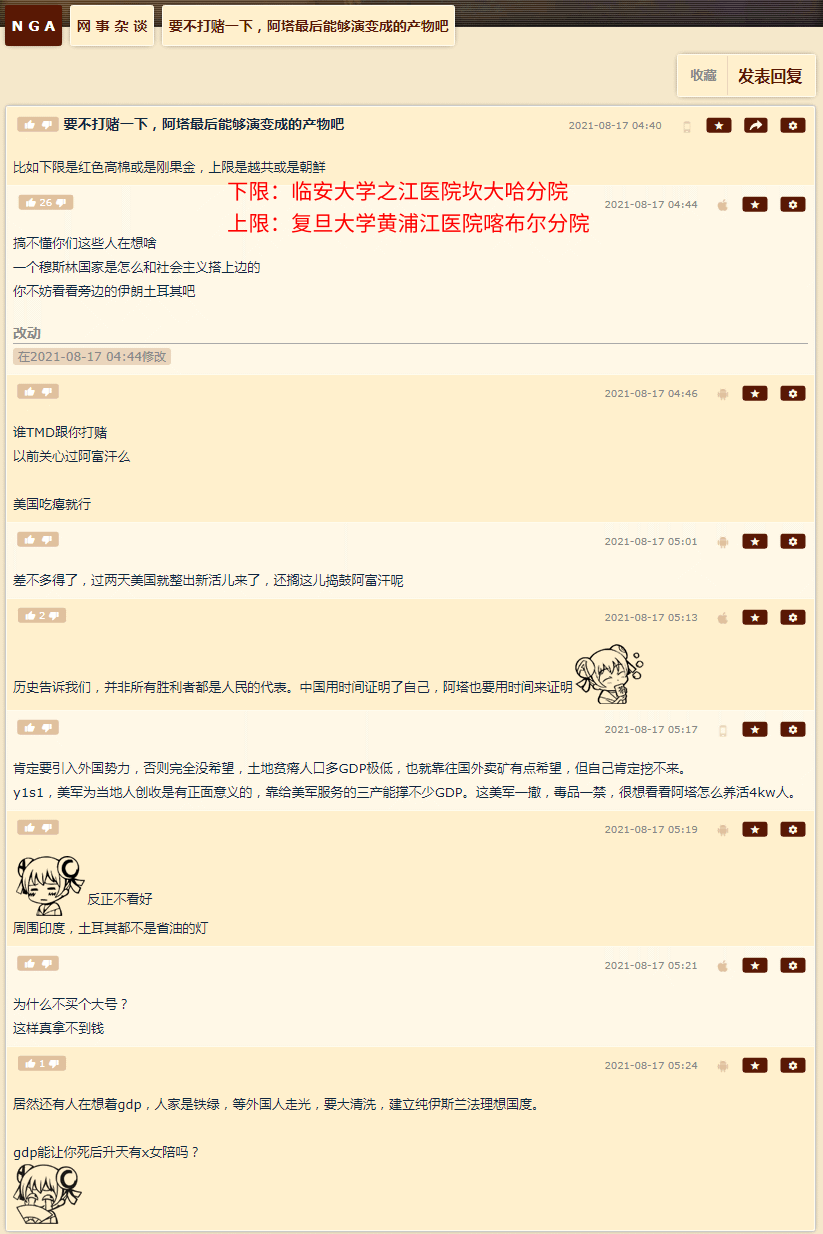 NGA 网事杂谈 要不打赌一下，阿塔最后能够演变成的产物吧
收藏 发表回复
要不打赌一下，阿塔最后能够演变成的产物吧 2021-08-17 04:40
比如下限是红色高棉或是刚果金，上限是越共或是朝鲜
下限：临安大学之江医院坎大哈分院
26 2021-08-17 04:44
上限：复旦大学黄浦江医院喀布尔分院
搞不懂你们这些人在想啥
一个穆斯林国家是怎么和社会主义搭上边的
你不妨看看旁边的伊朗土耳其吧
改动
在2021-08-17 04:44修改
2021-08-17 04:46
谁TMD跟你打赌
以前关心过阿富汗么
美国吃瘪就行
2021-08-17 05:01
差不多得了，过两天美国就整出新活儿来了，还搁这儿捣鼓阿富汗呢
2 2021-08-17 05:13
历史告诉我们，并非所有胜利者都是人民的代表。中国用时间证明了自己，阿塔也要用时间来证明
2021-08-17 05:17
肯定要引入外国势力，否则完全没希望，土地贫瘠人口多GDP极低，也就靠往国外卖矿有点希望，但自己肯定挖不来。
y1s1，美军为当地人创收是有正面意义的，靠给美军服务的三产能撑不少GDP。这美军一撤，毒品一禁，很想看看阿塔怎么养活4kw人。
2021-08-17 05:19
反正不看好
周围印度，土耳其都不是省油的灯
2021-08-17 05:21
为什么不买个大号？
这样真拿不到钱
1 2021-08-17 05:24
居然还有人在想着gdp，人家是铁绿，等外国人走光，要大清洗，建立纯伊斯兰法理想国度。
gdp能让你死后升天有x女陪吗？